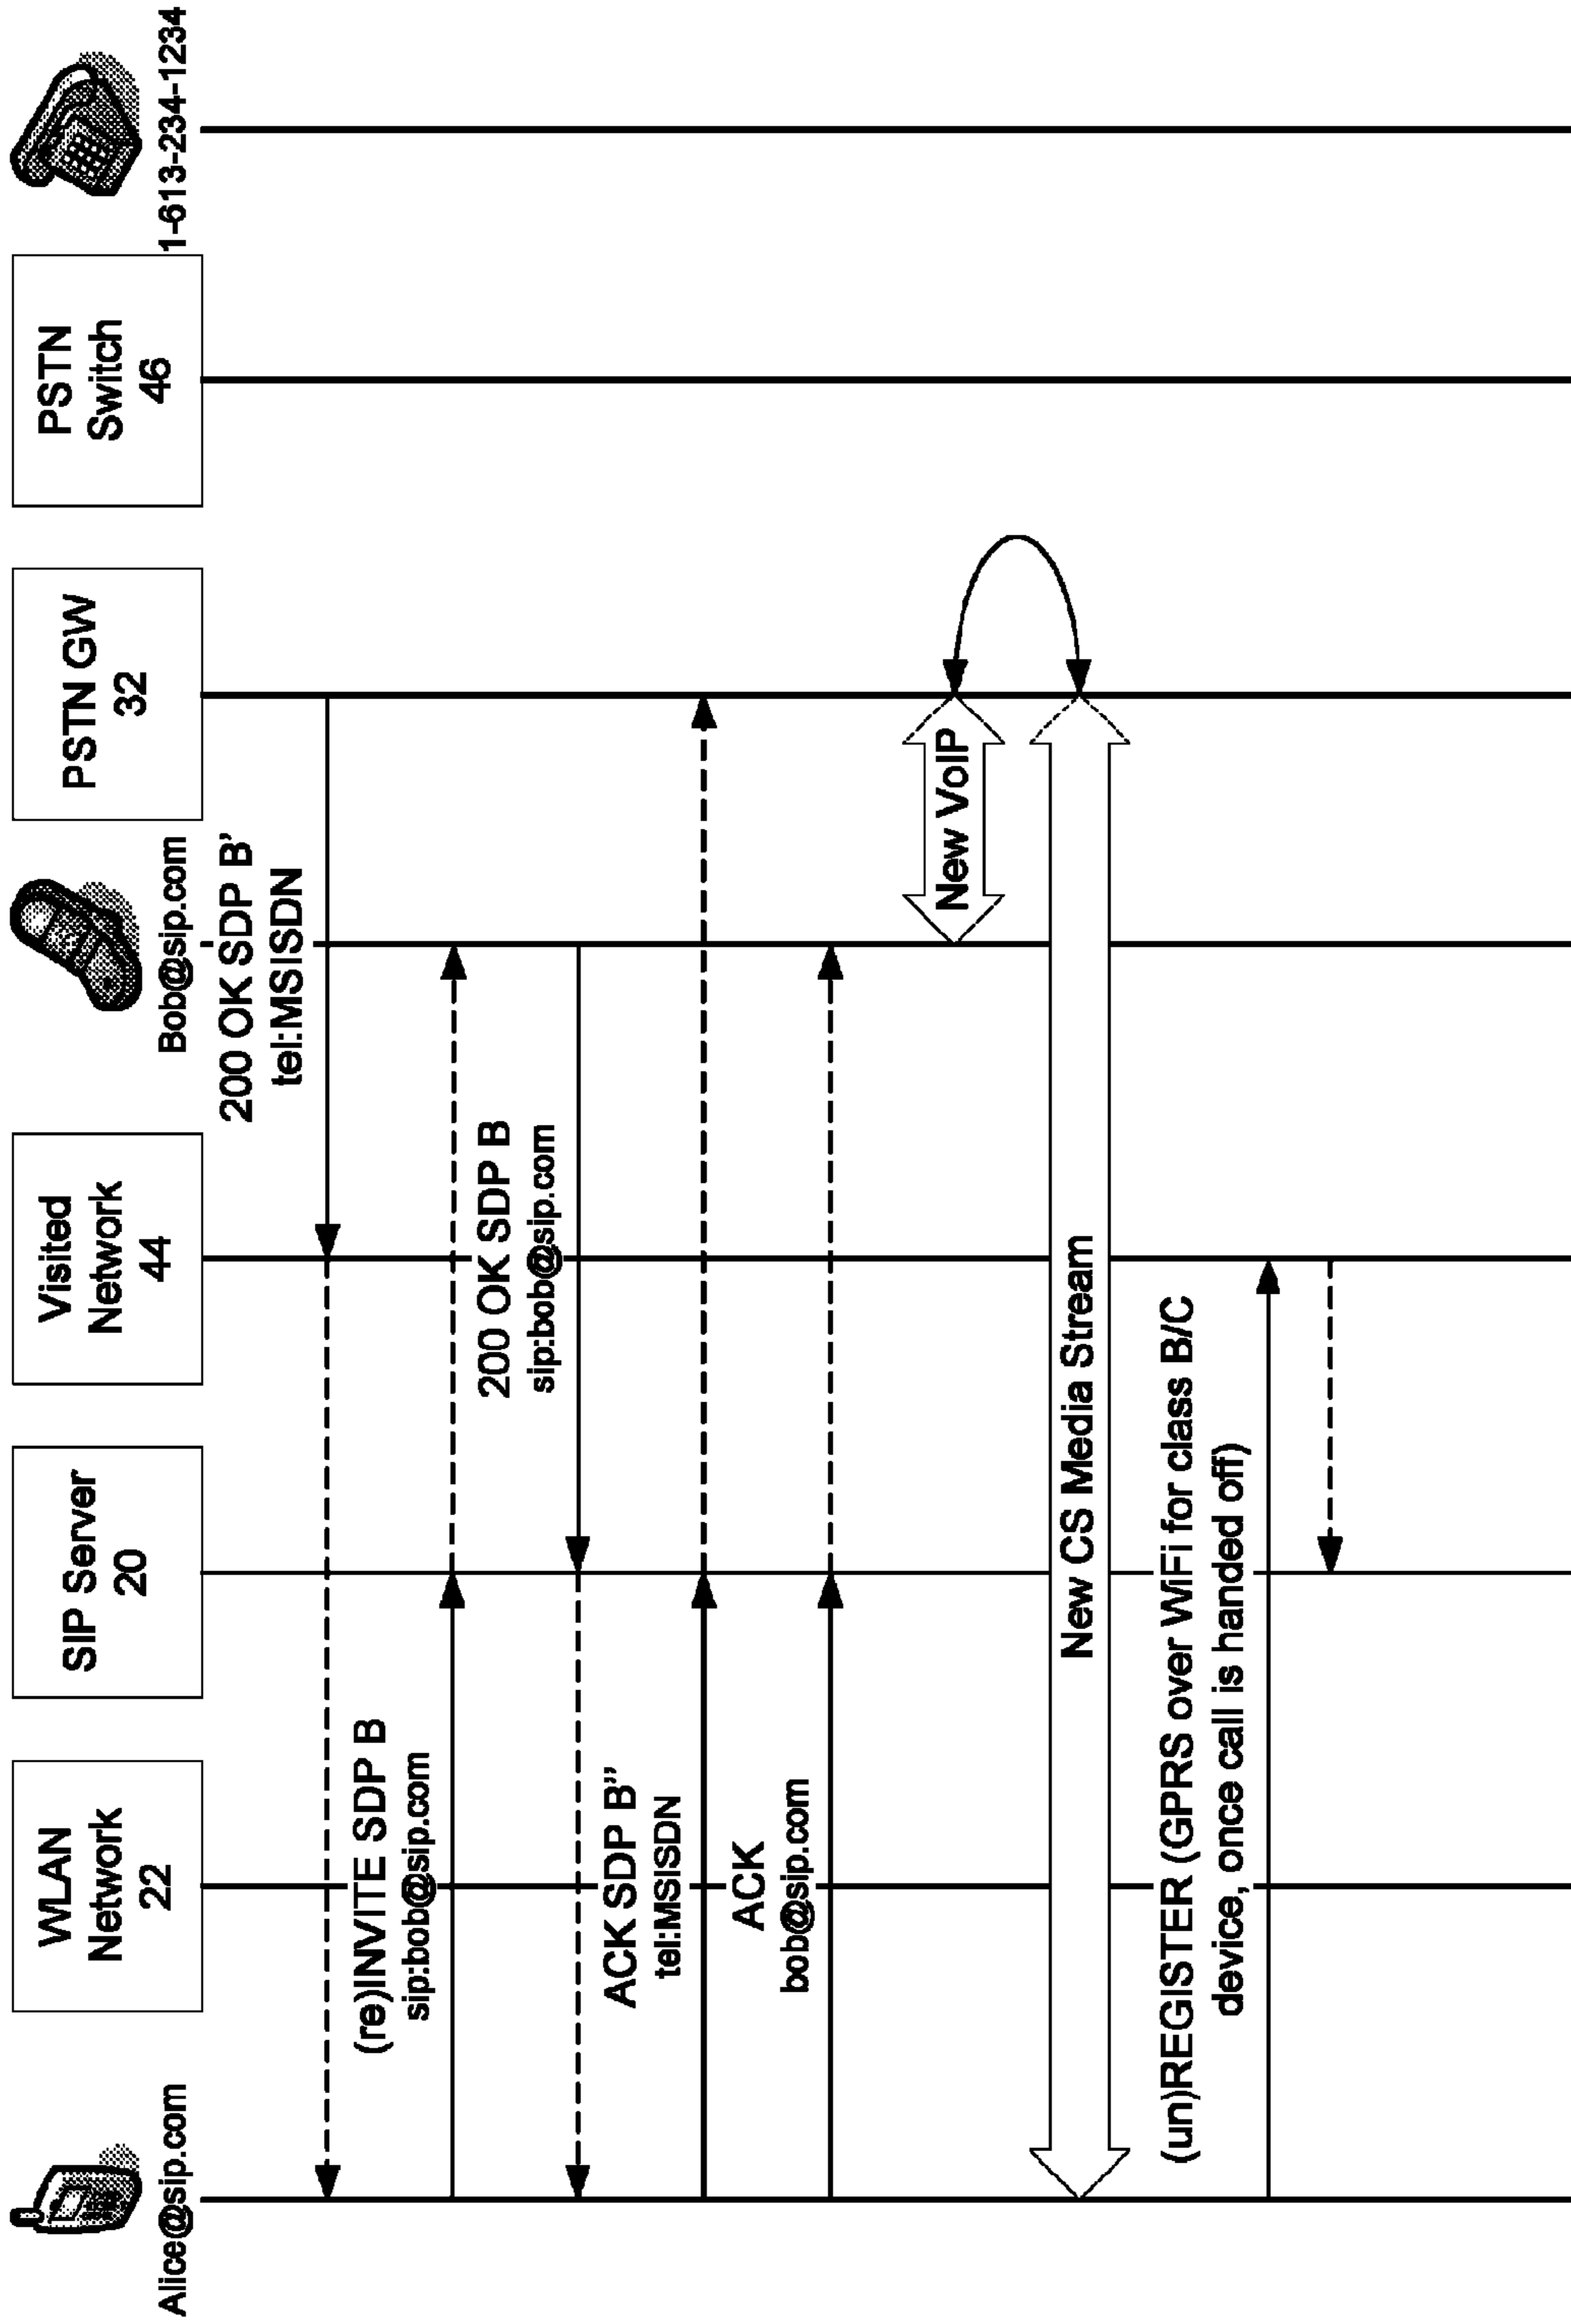 Alice@sip.com
WLAN
Network
22
SIP Server
20
Visited
Network
44
Bob@sip.com
PSTN GW
32
PSTN
Switch
46
1-613-234-1234
200 OK SDP B'
tel:MSISDN
(re)INVITE SDP B
sip:bob@sip.com
200 OK SDP B
sip:bob@sip.com
ACK SDP B''
tel:MSISDN
ACK
bob@sip.com
New VoIP
New CS Media Stream
(un)REGISTER (GPRS over WiFi for class B/C
device, once call is handed off)